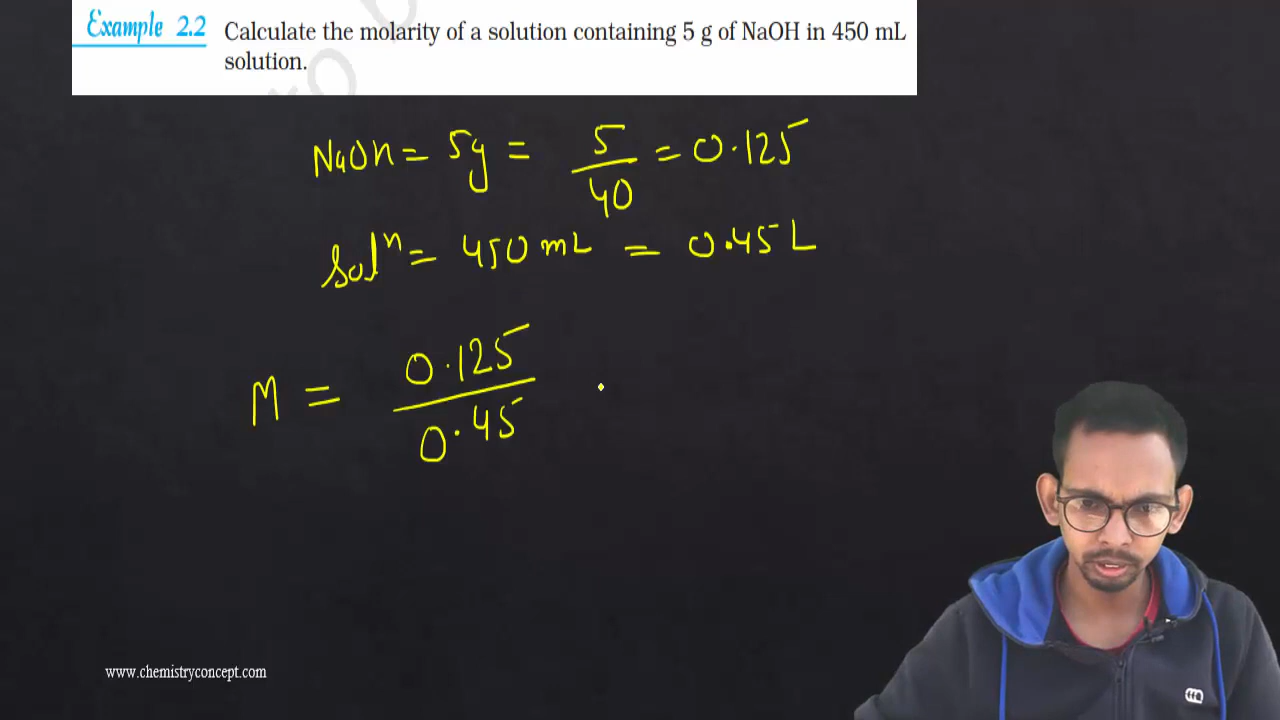 Example 2.2 Calculate the molarity of a solution containing 5 g of NaOH in 450 mL
solution.
NaOH = 5g = 5/40 = 0.125
solⁿ = 450 mL = 0.45 L
M = 0.125/0.45
www.chemistryconcept.com